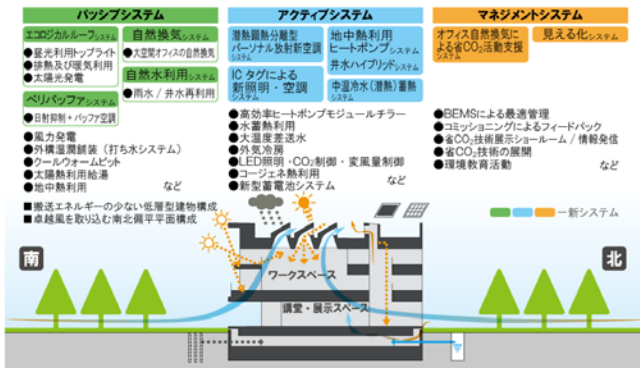 パッシブシステム
エコロジカルルーフシステム
●昼光利用トップライト
●排熱及び暖気利用
●太陽光発電
自然換気システム
●大空間オフィスの自然換気
自然水利用システム
●雨水/井水再利用
ペリバッファシステム
●日射抑制+バッファ空調
●風力発電
●外構湿潤舗装(打ち水システム)
●クールウォームピット
●太陽熱利用給湯
●地中熱利用
など
■搬送エネルギーの少ない低層型建物構成
■卓越風を取り込む南北偏平平面構成
アクティブシステム
潜熱顕熱分離型
パーソナル放射新空調
システム
地中熱利用
ヒートポンプシステム
井水ハイブリッドシステム
ICタグによる
新照明・空調
システム
中温冷水(潜熱)蓄熱
システム
●高効率ヒートポンプモジュールチラー
●水蓄熱利用
●大温度差送水
●外気冷房
●LED照明・CO2制御・変風量制御
●コージェネ熱利用
●新型蓄電池システム
など
マネジメントシステム
オフィス自然換気に
よる省CO2活動支援
システム
見える化システム
●BEMSによる最適管理
●コミッショニングによるフィードバック
●省CO2技術展示ショールーム/情報発信
●省CO2技術の展開
●環境教育活動
など
一新システム
南
北
ワークスペース
講堂・展示スペース